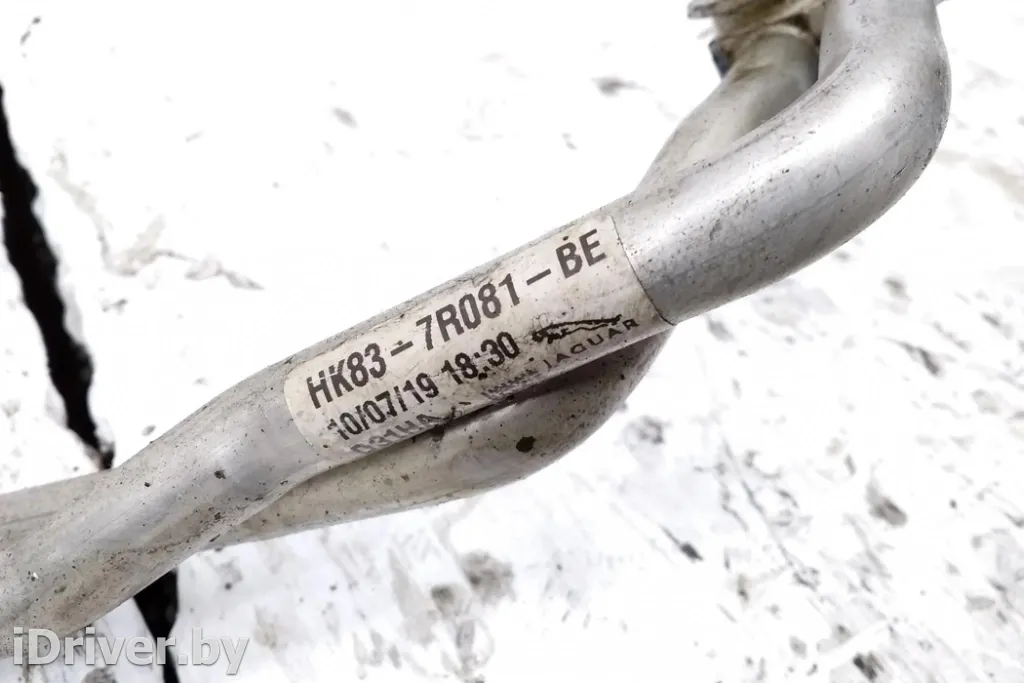 HK83-7R081-BE
10/07/19 18:30
JAGUAR
iDriver.by